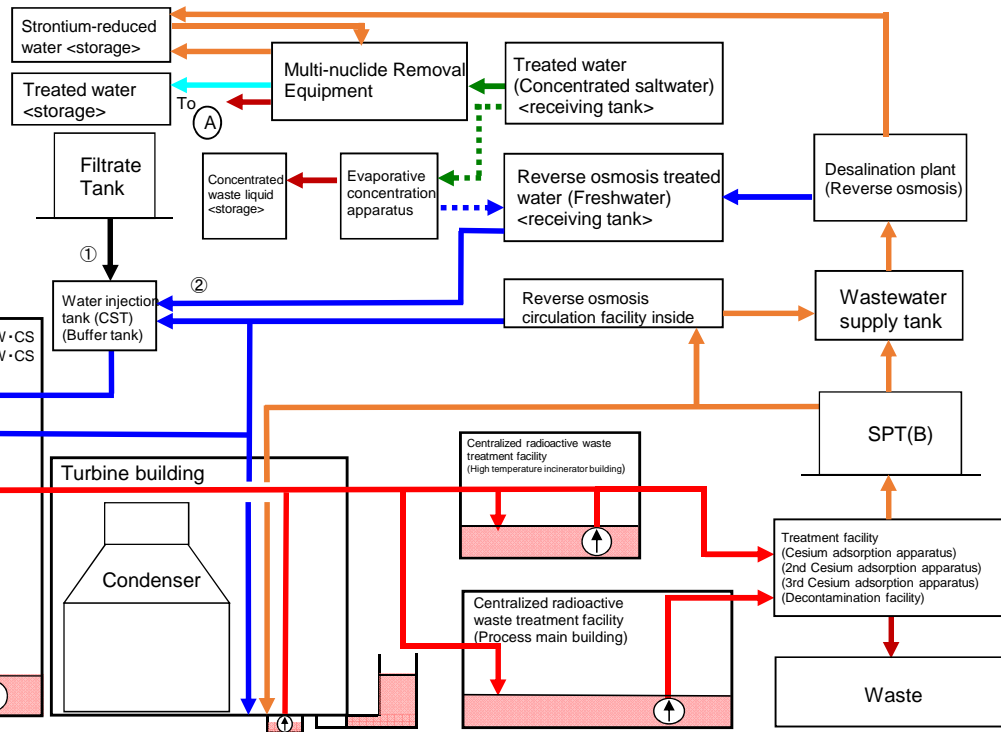 Strontium-reduced
water <storage>
Multi-nuclide Removal
Equipment
Treated water
(Concentrated saltwater)
<receiving tank>
Treated water
<storage>
To
A
Filtrate
Tank
Concentrated
waste liquid
<storage>
Evaporative
concentration
apparatus
Reverse osmosis treated
water (Freshwater)
<receiving tank>
Desalination plant
(Reverse osmosis)
①
②
Water injection
tank (CST)
(Buffer tank)
Reverse osmosis
circulation facility inside
Wastewater
supply tank
・CS
・CS
SPT(B)
Turbine building
Condenser
Centralized radioactive waste
treatment facility
(High temperature incinerator building)
Treatment facility
(Cesium adsorption apparatus)
(2nd Cesium adsorption apparatus)
(3rd Cesium adsorption apparatus)
(Decontamination facility)
Centralized radioactive
waste treatment facility
(Process main building)
Waste